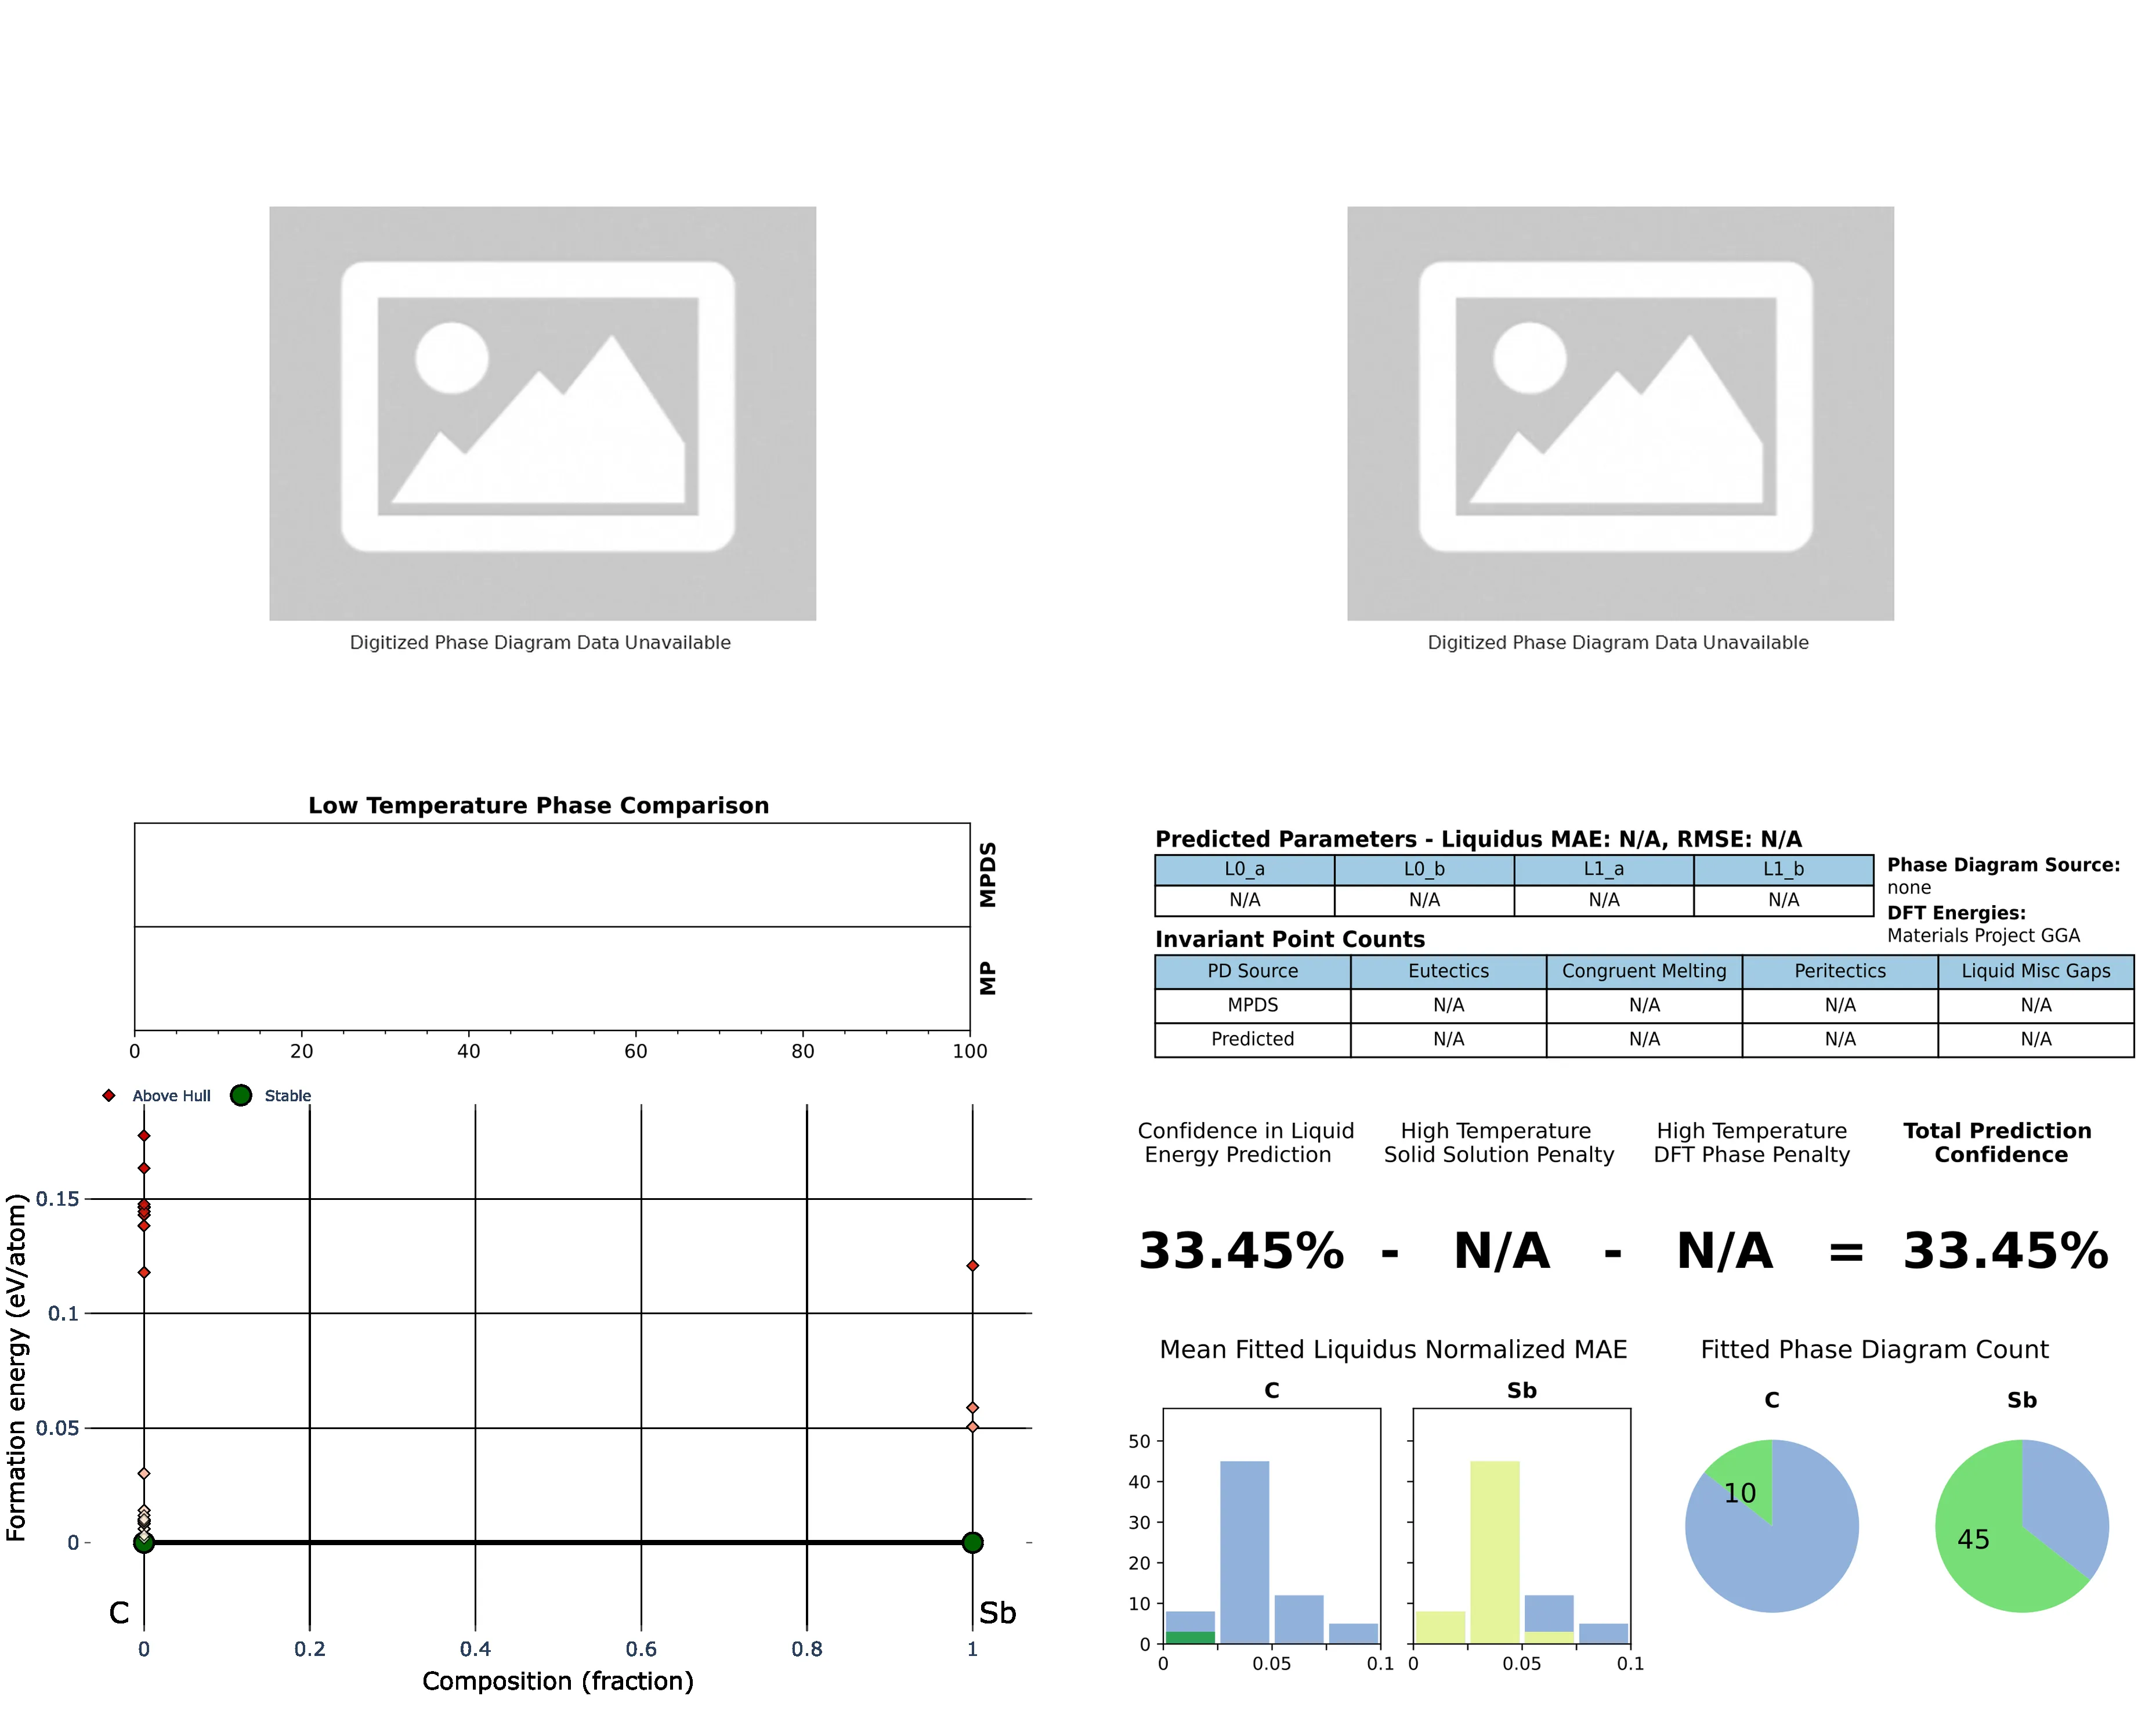 Digitized Phase Diagram Data Unavailable
Digitized Phase Diagram Data Unavailable
Low Temperature Phase Comparison
MPDS
MP
0 20 40 60 80 100
Predicted Parameters - Liquidus MAE: N/A, RMSE: N/A
L0_a L0_b L1_a L1_b
N/A N/A N/A N/A
Phase Diagram Source:
none
DFT Energies:
Materials Project GGA
Invariant Point Counts
PD Source Eutectics Congruent Melting Peritectics Liquid Misc Gaps
MPDS N/A N/A N/A N/A
Predicted N/A N/A N/A N/A
Above Hull Stable
Formation energy (eV/atom)
0.15
0.1
0.05
0
C Sb
0 0.2 0.4 0.6 0.8 1
Composition (fraction)
Confidence in Liquid
Energy Prediction
High Temperature
Solid Solution Penalty
High Temperature
DFT Phase Penalty
Total Prediction
Confidence
33.45% - N/A - N/A = 33.45%
Mean Fitted Liquidus Normalized MAE
C Sb
50
40
30
20
10
0
0 0.05 0.1 0 0.05 0.1
Fitted Phase Diagram Count
C Sb
10
45